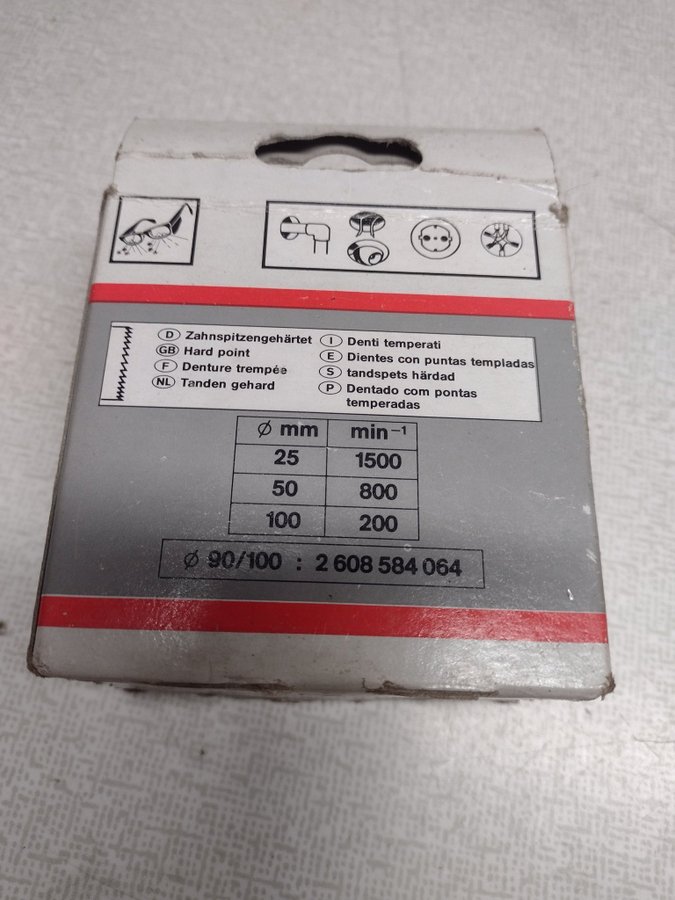 D Zahnspitzengehärtet
GB Hard point
F Denture trempée
NL Tanden gehard
I Denti temperati
E Dientes con puntas templadas
S tandspets härdad
P Dentado com pontas
temperadas
Ø mm min⁻¹
25 1500
50 800
100 200
Ø 90/100 : 2 608 584 064